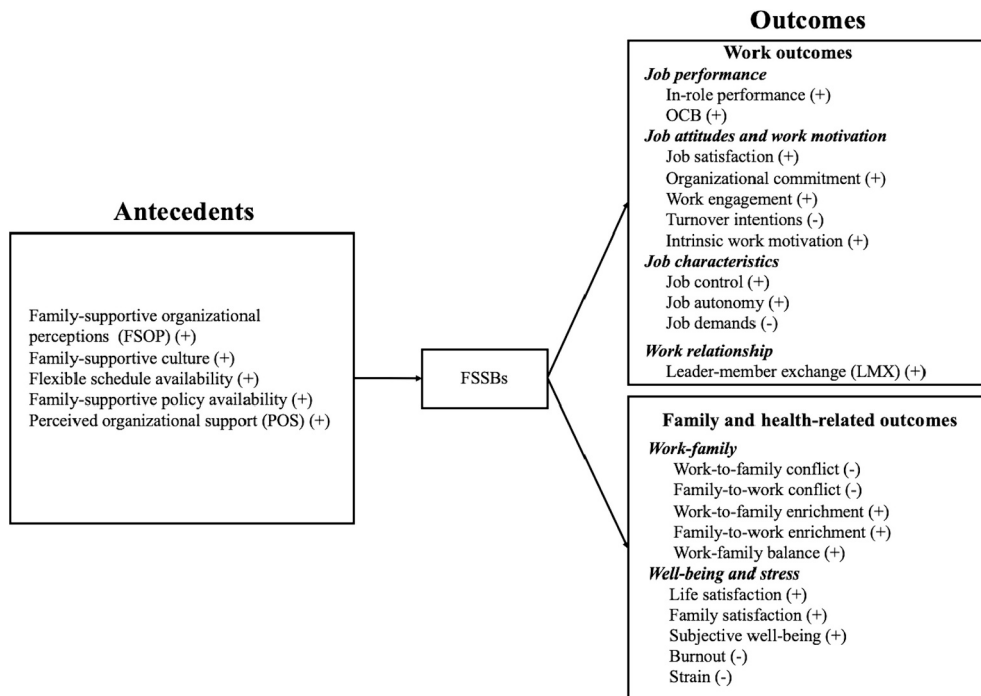 Antecedents
Family-supportive organizational
perceptions (FSOP) (+)
Family-supportive culture (+)
Flexible schedule availability (+)
Family-supportive policy availability (+)
Perceived organizational support (POS) (+)
FSSBs
Outcomes
Work outcomes
Job performance
In-role performance (+)
OCB (+)
Job attitudes and work motivation
Job satisfaction (+)
Organizational commitment (+)
Work engagement (+)
Turnover intentions (-)
Intrinsic work motivation (+)
Job characteristics
Job control (+)
Job autonomy (+)
Job demands (-)
Work relationship
Leader-member exchange (LMX) (+)
Family and health-related outcomes
Work-family
Work-to-family conflict (-)
Family-to-work conflict (-)
Work-to-family enrichment (+)
Family-to-work enrichment (+)
Work-family balance (+)
Well-being and stress
Life satisfaction (+)
Family satisfaction (+)
Subjective well-being (+)
Burnout (-)
Strain (-)